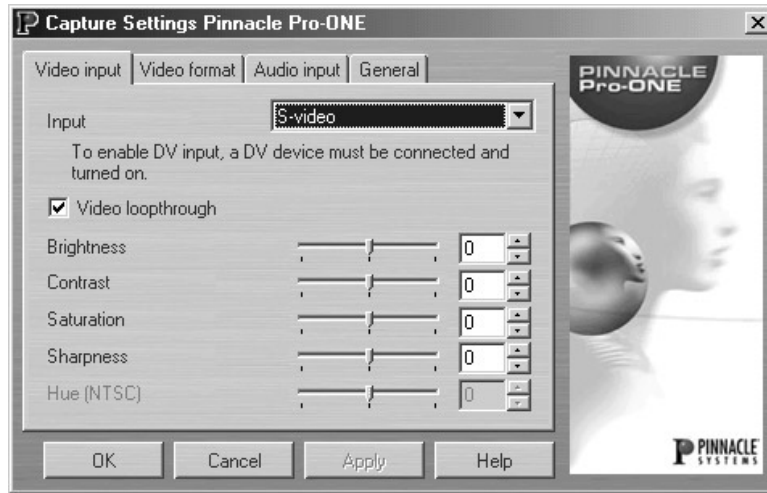 Capture Settings Pinnacle Pro-ONE
Video input Video format Audio input General
Input S-video
To enable DV input, a DV device must be connected and
turned on.
Video loopthrough
Brightness 0
Contrast 0
Saturation 0
Sharpness 0
Hue (NTSC) 0
OK Cancel Apply Help
PINNACLE
Pro-ONE
PINNACLE
SYSTEMS